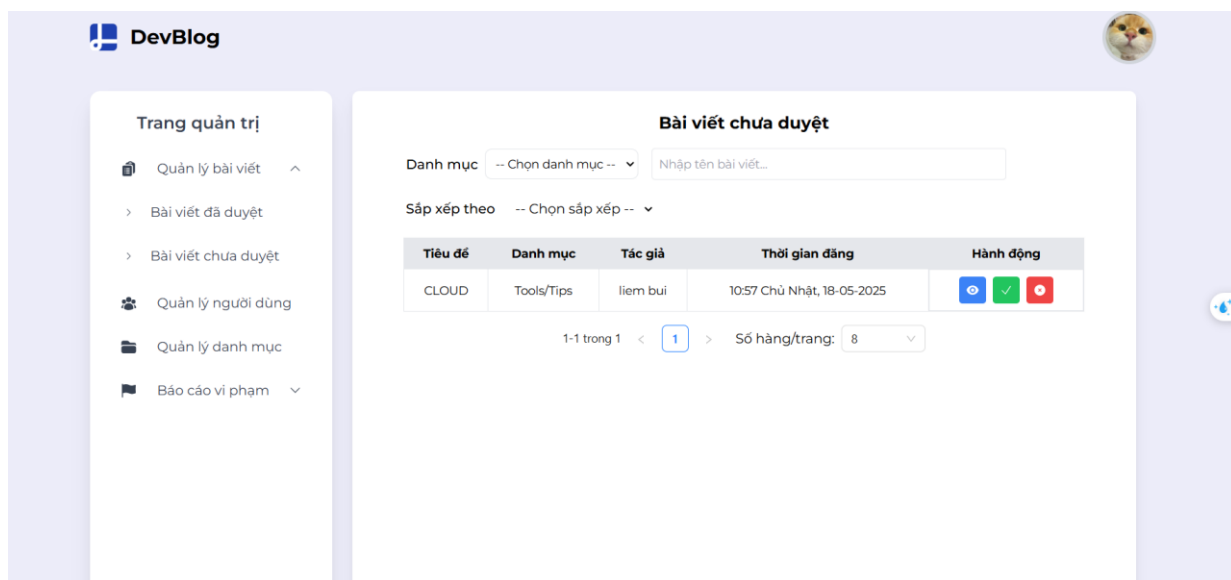 DevBlog
Trang quản trị
Quản lý bài viết
Bài viết đã duyệt
Bài viết chưa duyệt
Quản lý người dùng
Quản lý danh mục
Báo cáo vi phạm
Bài viết chưa duyệt
Danh mục -- Chọn danh mục -- Nhập tên bài viết...
Sắp xếp theo -- Chọn sắp xếp --
Tiêu đề Danh mục Tác giả Thời gian đăng Hành động
CLOUD Tools/Tips liem bui 10:57 Chủ Nhật, 18-05-2025
1-1 trong 1 < 1 > Số hàng/trang: 8